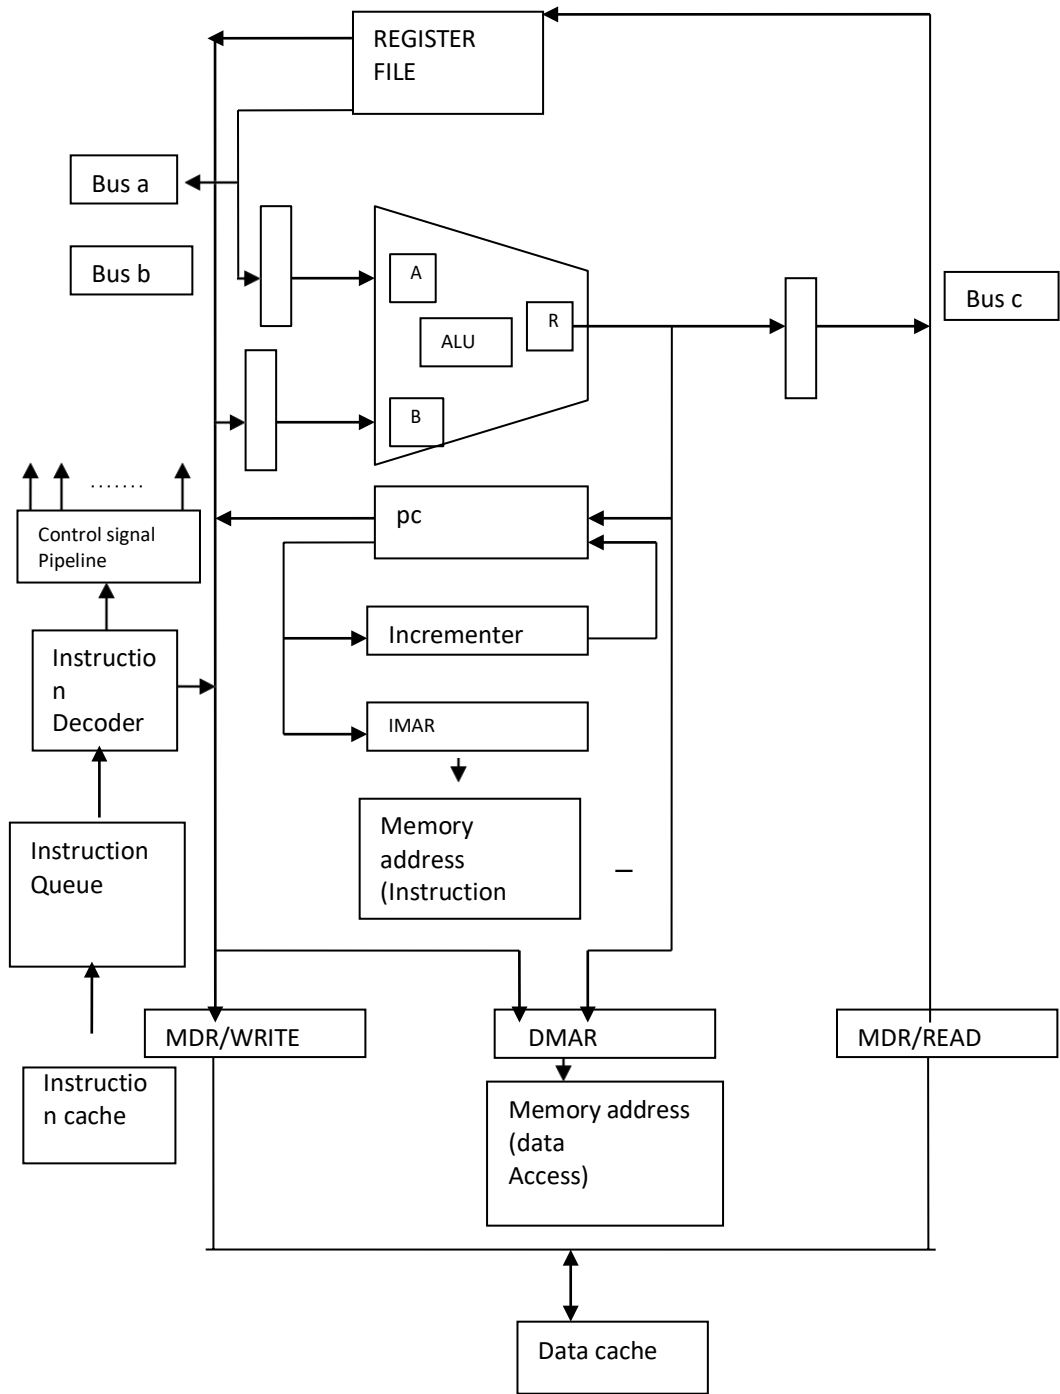 REGISTER
FILE
Bus a
Bus b
A
R
ALU
B
Bus c
pc
.......
Control signal
Pipeline
Incrementer
Instructio
n
Decoder
IMAR
Memory
address
(Instruction
–
Instruction
Queue
MDR/WRITE
DMAR
MDR/READ
Instructio
n cache
Memory address
(data
Access)
Data cache